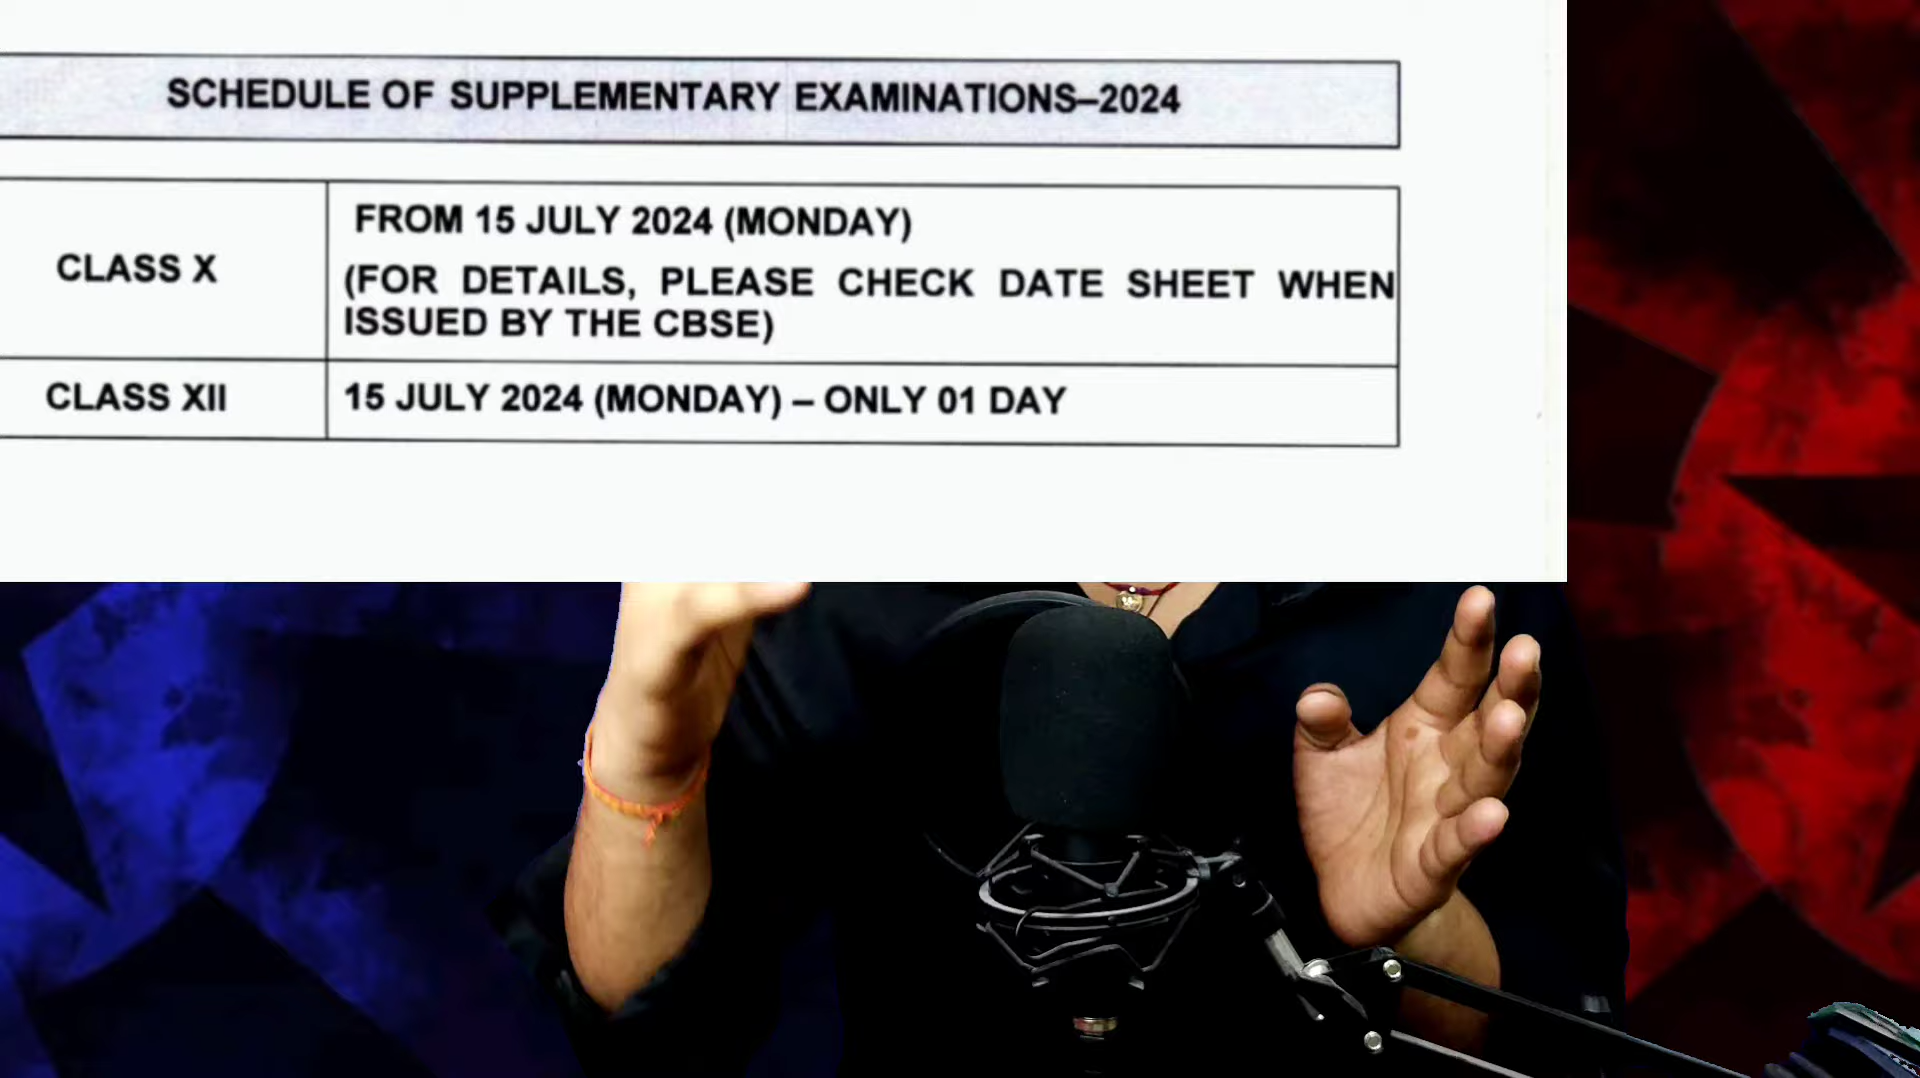 SCHEDULE OF SUPPLEMENTARY EXAMINATIONS–2024
CLASS X
FROM 15 JULY 2024 (MONDAY)
(FOR DETAILS, PLEASE CHECK DATE SHEET WHEN
ISSUED BY THE CBSE)
CLASS XII
15 JULY 2024 (MONDAY) – ONLY 01 DAY